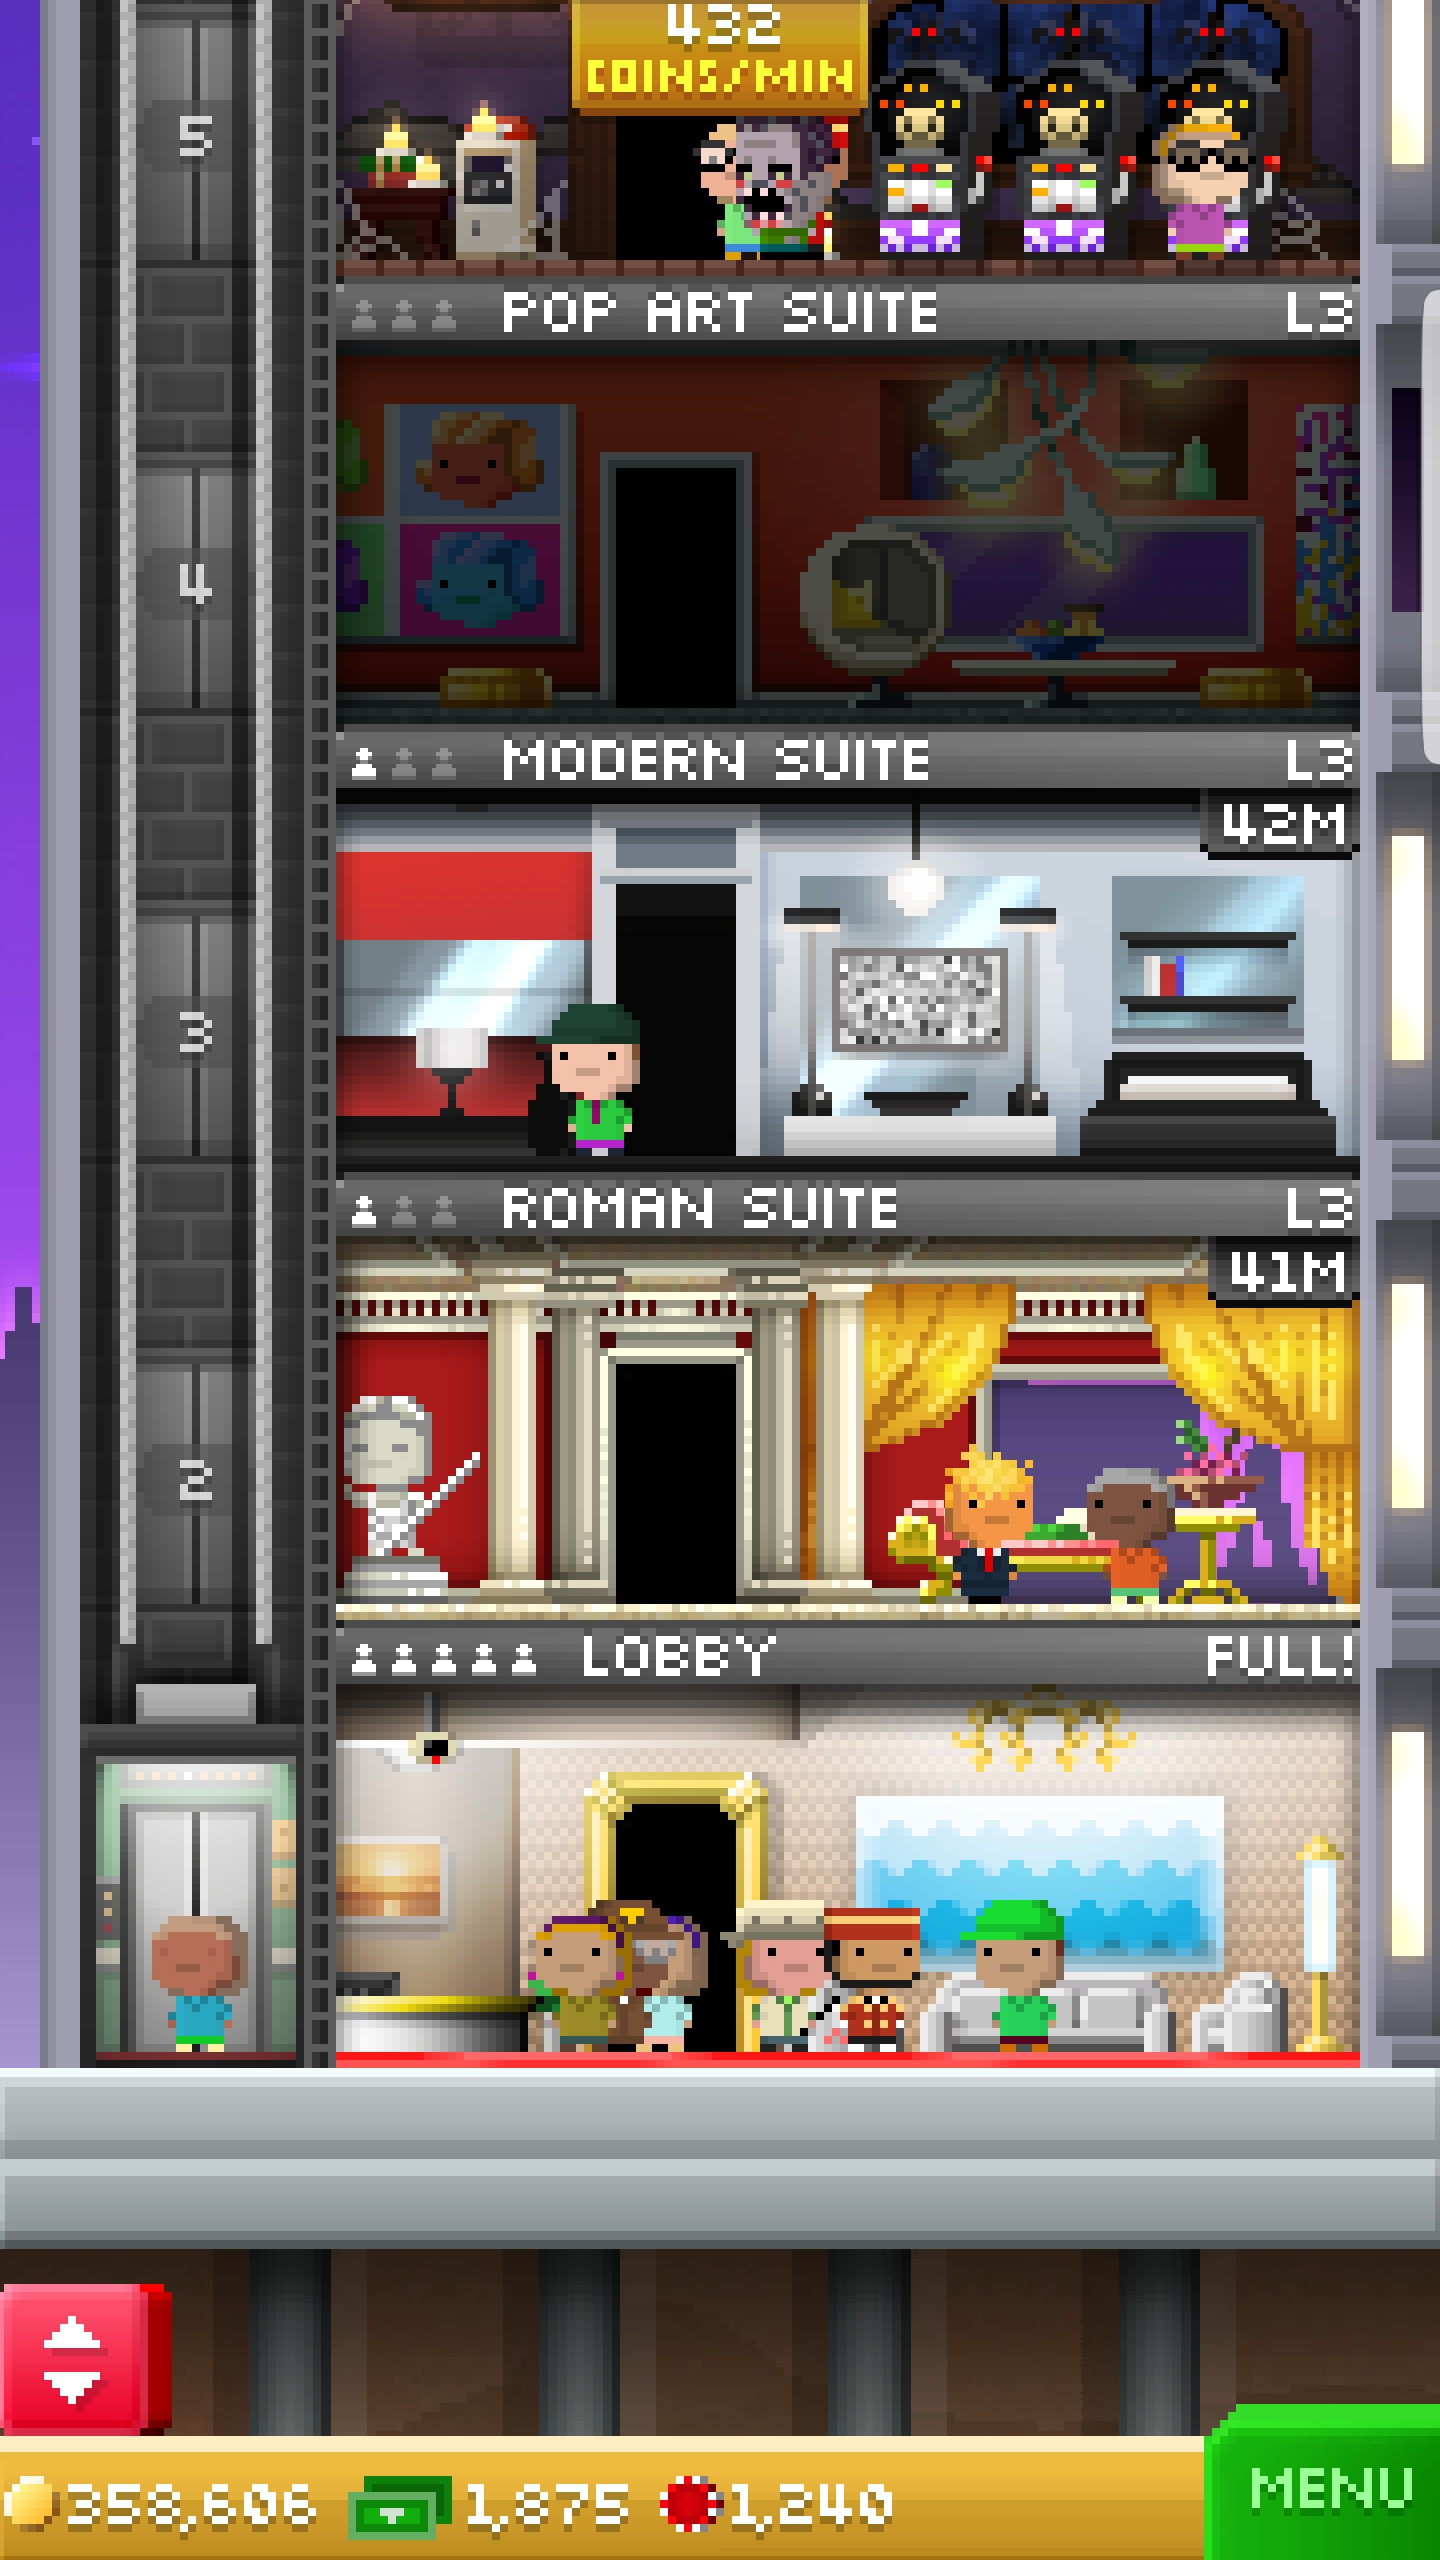 432
COINS/MIN
5
POP ART SUITE L3
4
MODERN SUITE L3
42M
3
ROMAN SUITE L3
41M
2
LOBBY FULL!
358,606 1,875 1,240
MENU